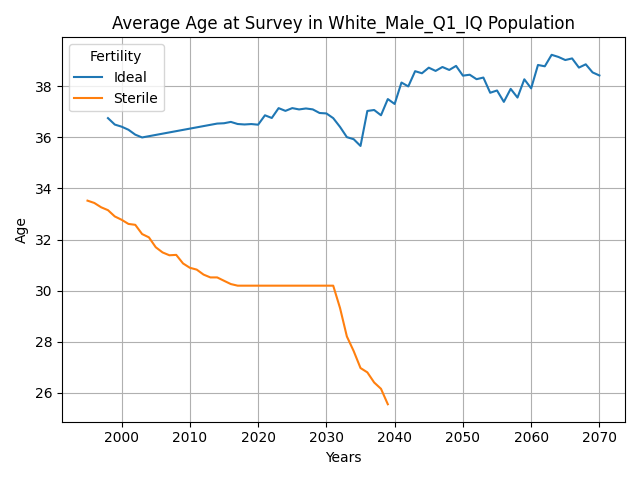 Average Age at Survey in White_Male_Q1_IQ Population
Fertility
Ideal
Sterile
Age
38
36
34
32
30
28
26
2000 2010 2020 2030 2040 2050 2060 2070
Years